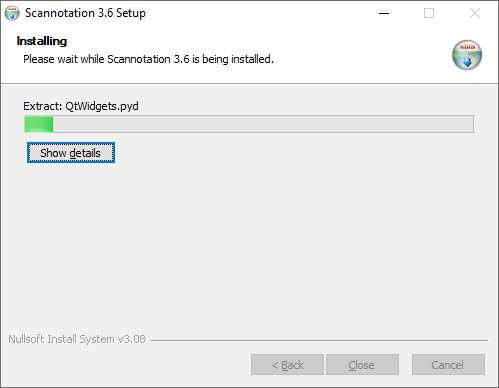 Scannotation 3.6 Setup
Installing
Please wait while Scannotation 3.6 is being installed.
Extract: QtWidgets.pyd
Show details
Nullsoft Install System v3.08
< Back
Close
Cancel